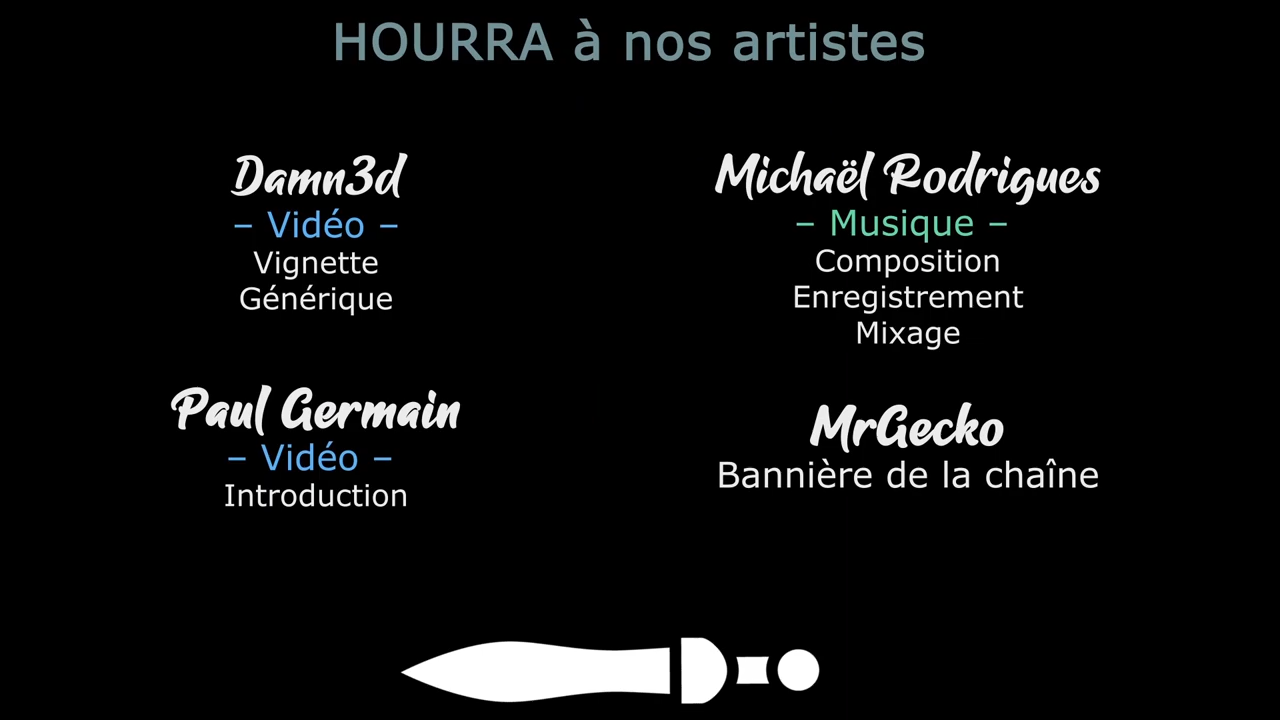 HOURRA à nos artistes
Damn3d
– Vidéo –
Vignette
Générique
Michaël Rodrigues
– Musique –
Composition
Enregistrement
Mixage
Paul Germain
– Vidéo –
Introduction
MrGecko
Bannière de la chaîne